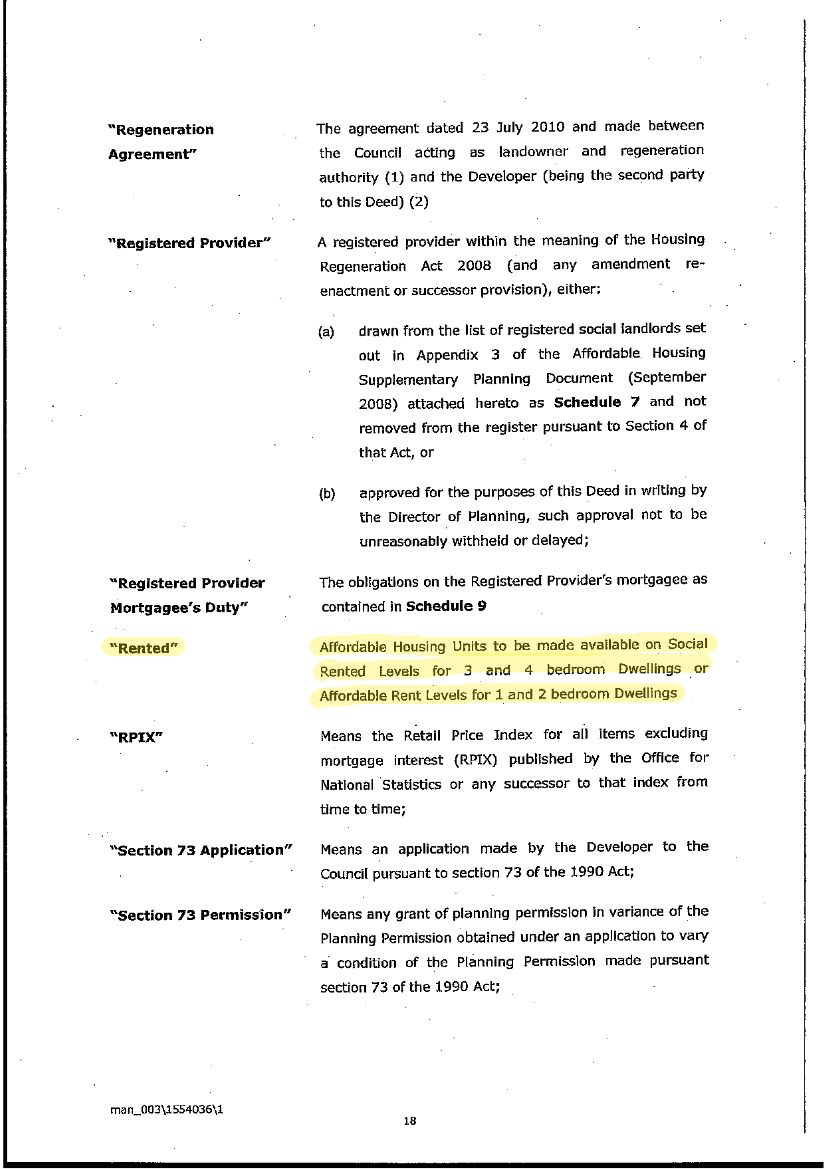 "Regeneration
Agreement"
The agreement dated 23 July 2010 and made between
the Council acting as landowner and regeneration
authority (1) and the Developer (being the second party
to this Deed) (2)
"Registered Provider"
A registered provider within the meaning of the Housing
Regeneration Act 2008 (and any amendment re-
enactment or successor provision), either:
(a) drawn from the list of registered social landlords set
out in Appendix 3 of the Affordable Housing
Supplementary Planning Document (September
2008) attached hereto as Schedule 7 and not
removed from the register pursuant to Section 4 of
that Act, or
(b) approved for the purposes of this Deed in writing by
the Director of Planning, such approval not to be
unreasonably withheld or delayed;
"Registered Provider
Mortgagee's Duty"
The obligations on the Registered Provider's mortgagee as
contained in Schedule 9
"Rented"
Affordable Housing Units to be made available on Social
Rented Levels for 3 and 4 bedroom Dwellings or
Affordable Rent Levels for 1 and 2 bedroom Dwellings
"RPIX"
Means the Retail Price Index for all items excluding
mortgage interest (RPIX) published by the Office for
National Statistics or any successor to that index from
time to time;
"Section 73 Application"
Means an application made by the Developer to the
Council pursuant to section 73 of the 1990 Act;
"Section 73 Permission"
Means any grant of planning permission in variance of the
Planning Permission obtained under an application to vary
a condition of the Planning Permission made pursuant
section 73 of the 1990 Act;
man_003\1554036\1
18